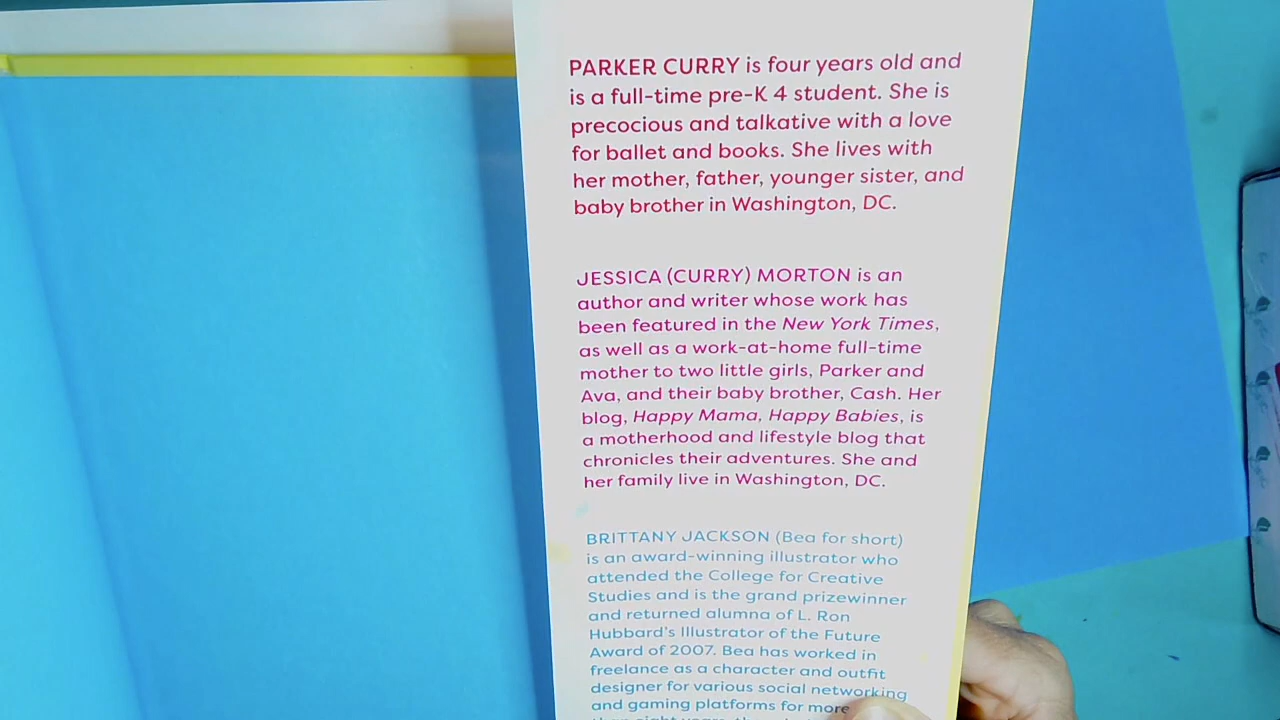 PARKER CURRY is four years old and
is a full-time pre-K 4 student. She is
precocious and talkative with a love
for ballet and books. She lives with
her mother, father, younger sister, and
baby brother in Washington, DC.
JESSICA (CURRY) MORTON is an
author and writer whose work has
been featured in the New York Times,
as well as a work-at-home full-time
mother to two little girls, Parker and
Ava, and their baby brother, Cash. Her
blog, Happy Mama, Happy Babies, is
a motherhood and lifestyle blog that
chronicles their adventures. She and
her family live in Washington, DC.
BRITTANY JACKSON (Bea for short)
is an award-winning illustrator who
attended the College for Creative
Studies and is the grand prizewinner
and returned alumna of L. Ron
Hubbard's Illustrator of the Future
Award of 2007. Bea has worked in
freelance as a character and outfit
designer for various social networking
and gaming platforms for more
than eight years